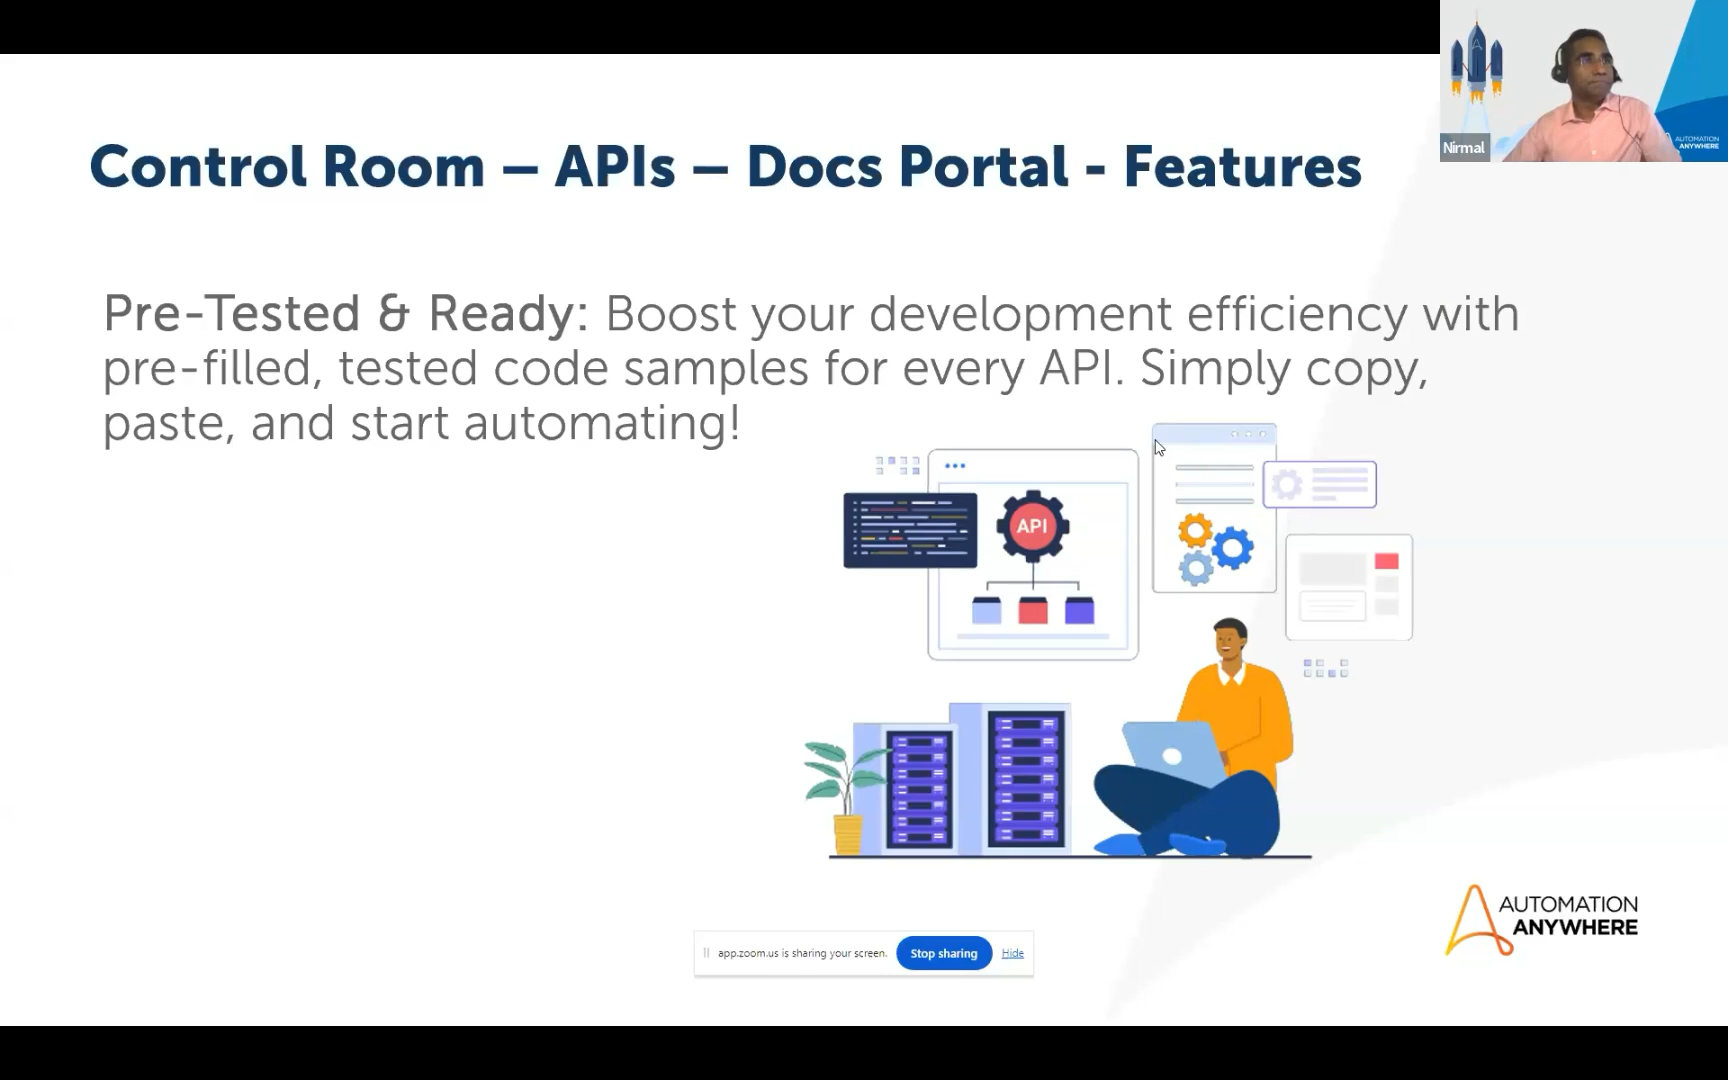 Control Room – APIs – Docs Portal - Features
Nirmal
AUTOMATION
ANYWHERE
Pre-Tested & Ready: Boost your development efficiency with
pre-filled, tested code samples for every API. Simply copy,
paste, and start automating!
API
AUTOMATION
ANYWHERE
app.zoom.us is sharing your screen.
Stop sharing
Hide